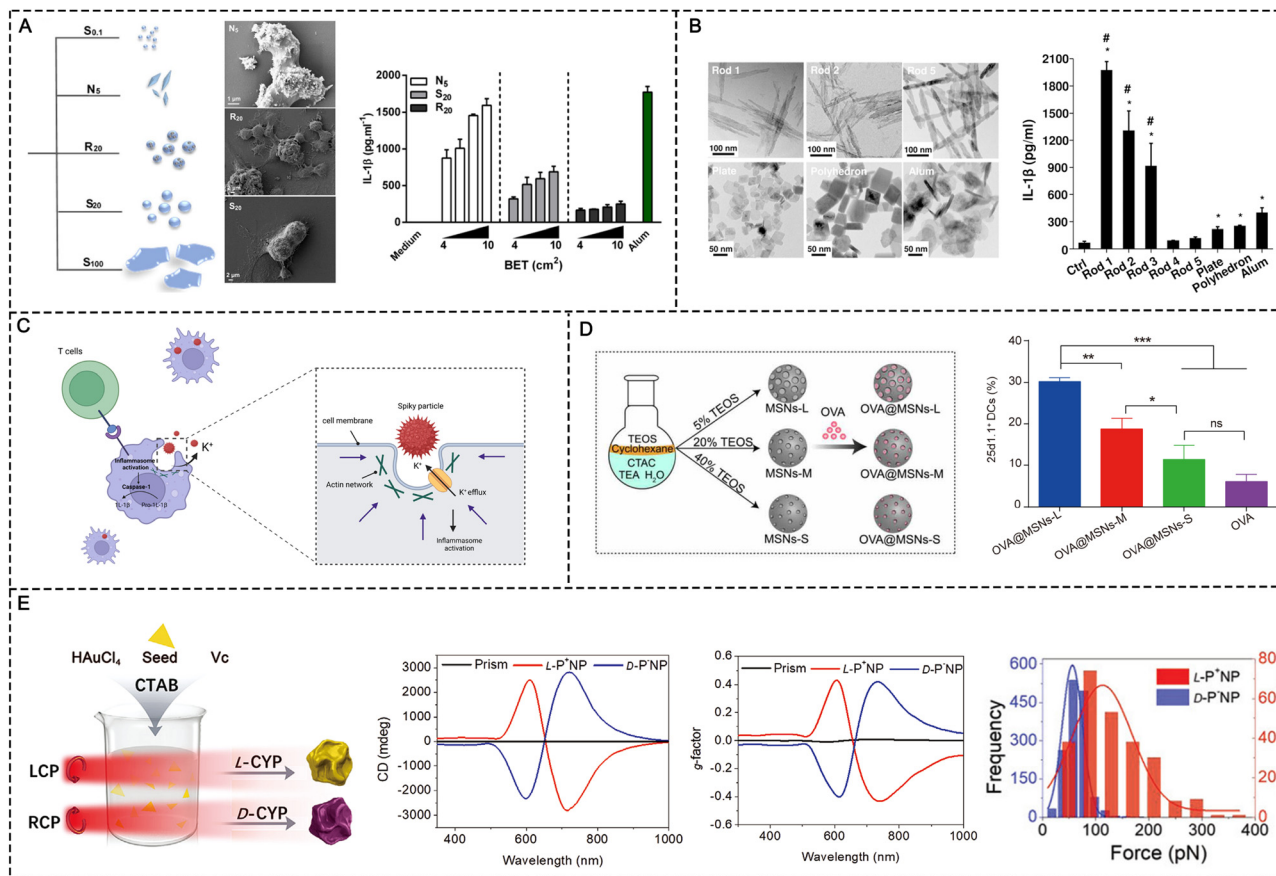 A
S0.1
N5
R20
S20
S100
N5
1 μm
R20
S20
2 μm
IL-1β (pg.ml⁻¹)
2000
1500
1000
500
0
N5
S20
R20
Medium
4
10
4
10
4
10
Alum
BET (cm²)
B
Rod 1
Rod 2
Rod 5
100 nm
100 nm
100 nm
Plate
Polyhedron
Alum
50 nm
50 nm
50 nm
IL-1β (pg/ml)
2100
1800
1500
1200
900
600
300
0
#
*
#
*
#
*
*
*
*
Ctrl
Rod 1
Rod 2
Rod 3
Rod 4
Rod 5
Plate
Polyhedron
Alum
C
T cells
K⁺
Inflammasome
activation
Caspase-1
1L-1β
Pro-1L-1β
Spiky particle
cell membrane
K⁺
Actin network
K⁺ efflux
Inflammasome
activation
D
TEOS
Cyclohexane
CTAC
TEA H₂O
5% TEOS
20% TEOS
40% TEOS
MSNs-L
MSNs-M
MSNs-S
OVA
OVA@MSNs-L
OVA@MSNs-M
OVA@MSNs-S
25d1.1⁺ DCs (%)
40
30
20
10
0
***
**
*
ns
OVA@MSNs-L
OVA@MSNs-M
OVA@MSNs-S
OVA
E
HAuCl₄ Seed Vc
CTAB
LCP
RCP
L-CYP
D-CYP
CD (mdeg)
3000
2000
1000
0
-1000
-2000
-3000
Prism L-P⁺NP D-P⁻NP
400 600 800 1000
Wavelength (nm)
g-factor
0.6
0.4
0.2
0.0
-0.2
-0.4
-0.6
Prism L-P⁺NP D-P⁻NP
400 600 800 1000
Wavelength (nm)
Frequency
600
450
300
150
0
L-P⁺NP
D-P⁻NP
80
60
40
20
0
0 100 200 300 400
Force (pN)